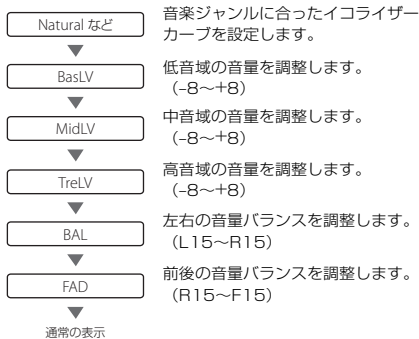 Natural など
音楽ジャンルに合ったイコライザー
カーブを設定します。
BasLV
低音域の音量を調整します。
（−8〜+8）
MidLV
中音域の音量を調整します。
（−8〜+8）
TreLV
高音域の音量を調整します。
（−8〜+8）
BAL
左右の音量バランスを調整します。
（L15〜R15）
FAD
前後の音量バランスを調整します。
（R15〜F15）
通常の表示